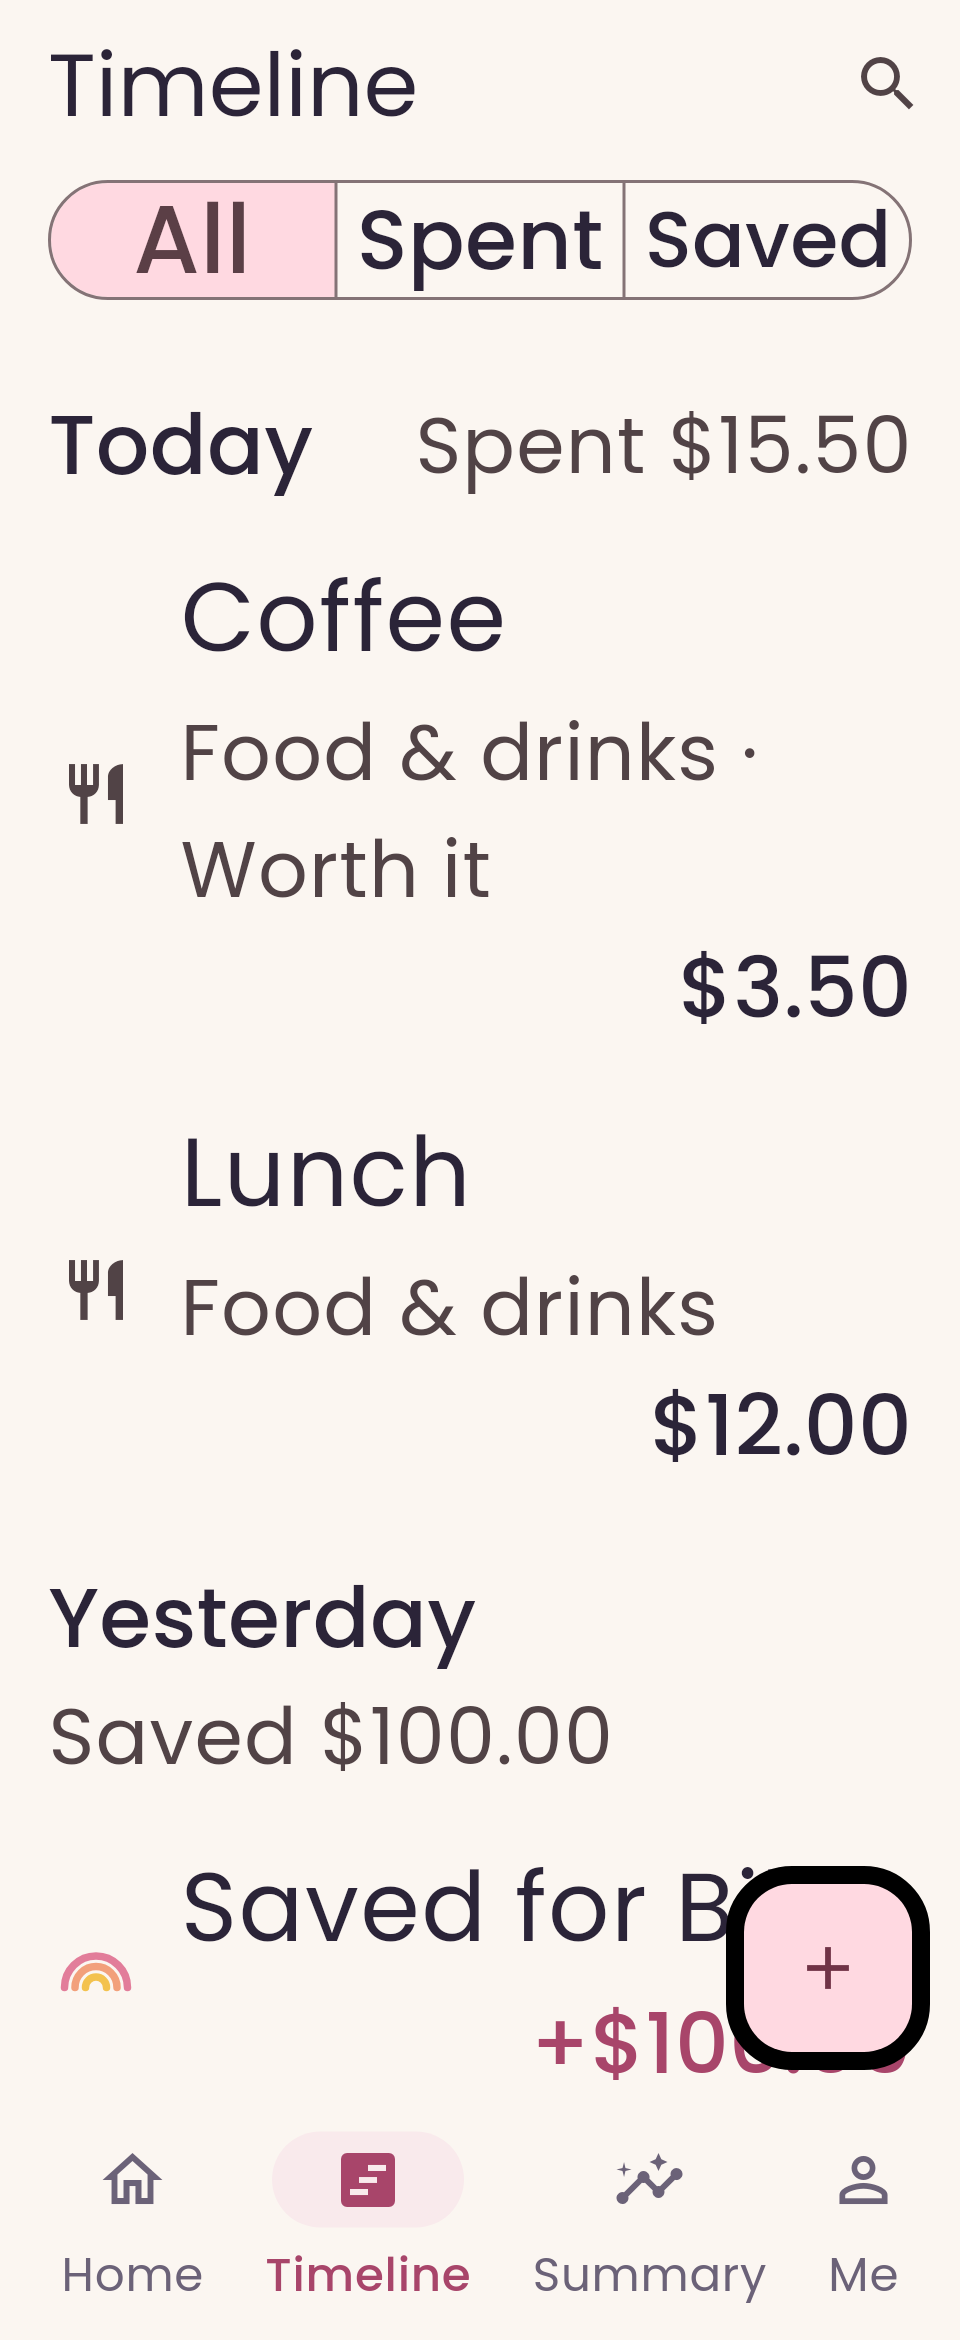 Timeline
All
Spent
Saved
Today
Spent $15.50
Coffee
Food & drinks ·
Worth it
$3.50
Lunch
Food & drinks
$12.00
Yesterday
Saved $100.00
Saved for
+
Home
Timeline
Summary
Me